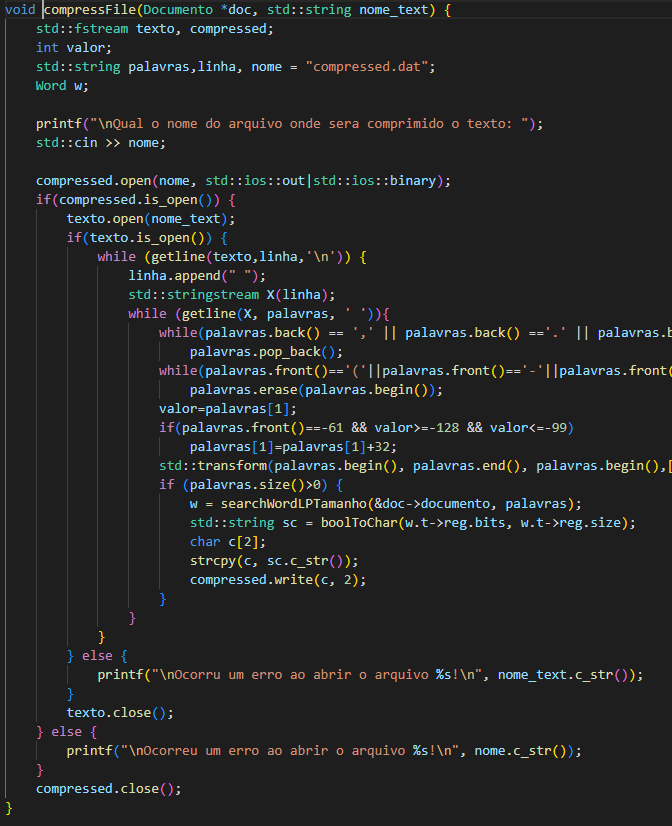 void compressFile(Documento *doc, std::string nome_text) {
    std::fstream texto, compressed;
    int valor;
    std::string palavras,linha, nome = "compressed.dat";
    Word w;

    printf("\nQual o nome do arquivo onde sera comprimido o texto: ");
    std::cin >> nome;

    compressed.open(nome, std::ios::out|std::ios::binary);
    if(compressed.is_open()) {
        texto.open(nome_text);
        if(texto.is_open()) {
            while (getline(texto,linha,'\n')) {
                linha.append(" ");
                std::stringstream X(linha);
                while (getline(X, palavras, ' ')){
                    while(palavras.back() == ',' || palavras.back() =='.' || palavras.b
                        palavras.pop_back();
                    while(palavras.front()=='('||palavras.front()=='-'||palavras.front(
                        palavras.erase(palavras.begin());
                    valor=palavras[1];
                    if(palavras.front()==-61 && valor>=-128 && valor<=-99)
                        palavras[1]=palavras[1]+32;
                    std::transform(palavras.begin(), palavras.end(), palavras.begin(),[
                    if (palavras.size()>0) {
                        w = searchWordLPTamanho(&doc->documento, palavras);
                        std::string sc = boolToChar(w.t->reg.bits, w.t->reg.size);
                        char c[2];
                        strcpy(c, sc.c_str());
                        compressed.write(c, 2);
                    }
                }
            }
        } else {
            printf("\nOcorru um erro ao abrir o arquivo %s!\n", nome_text.c_str());
        }
        texto.close();
    } else {
        printf("\nOcorreu um erro ao abrir o arquivo %s!\n", nome.c_str());
    }
    compressed.close();
}